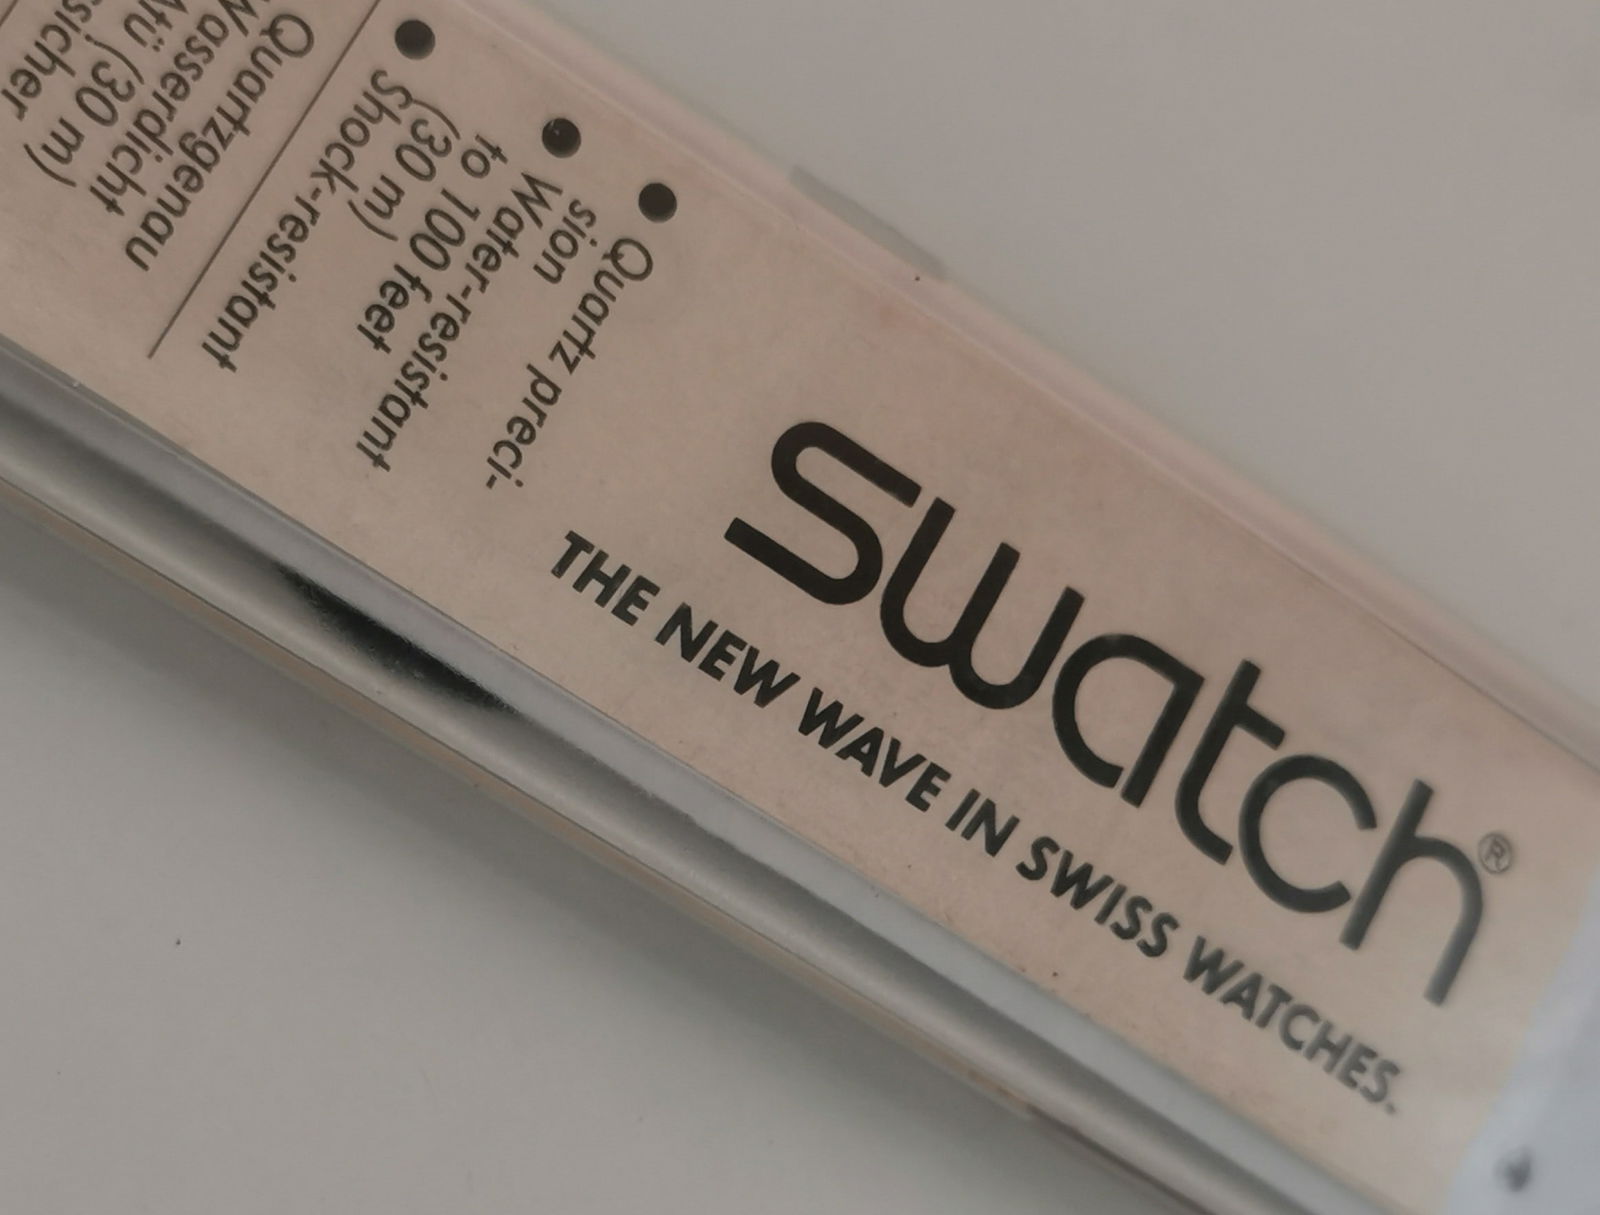 swatch®
THE NEW WAVE IN SWISS WATCHES.
● Quartz preci-
sion
● Water-resistant
to 100 feet
(30 m)
● Shock-resistant
Quartzgenau
Wasserdicht
(30 m)